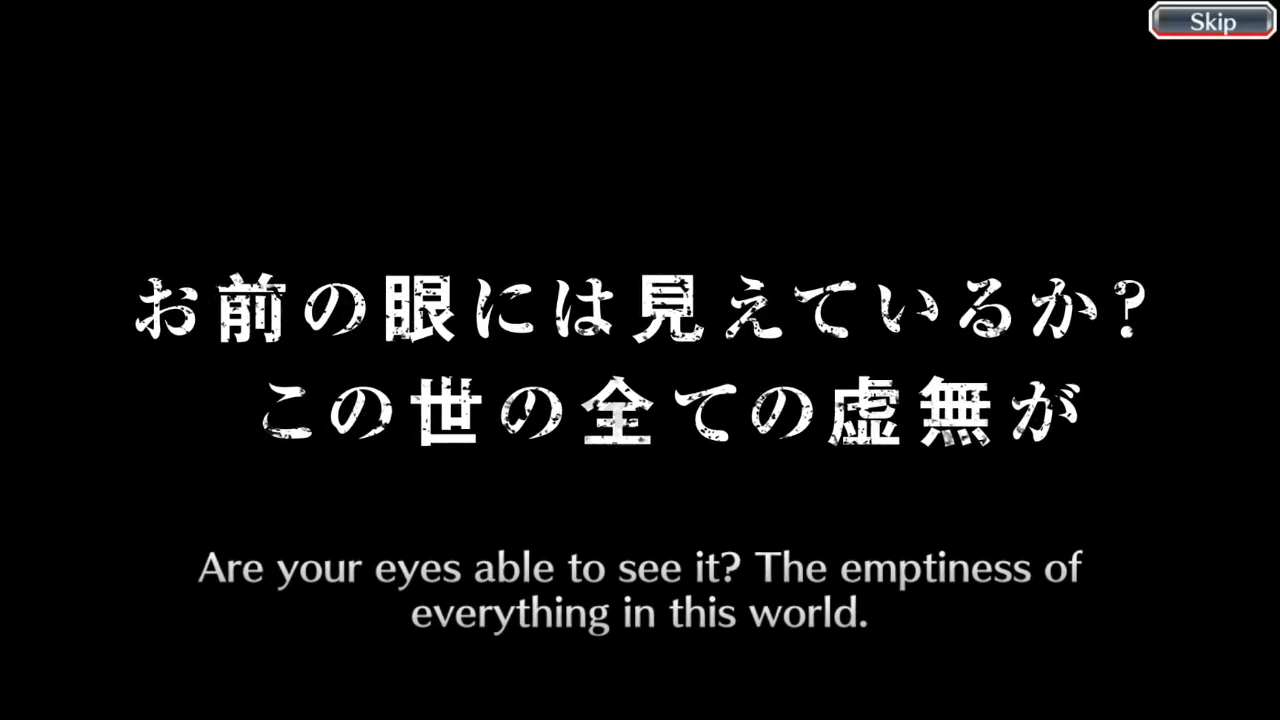 Skip
お前の眼には見えているか?
この世の全ての虚無が
Are your eyes able to see it? The emptiness of
everything in this world.